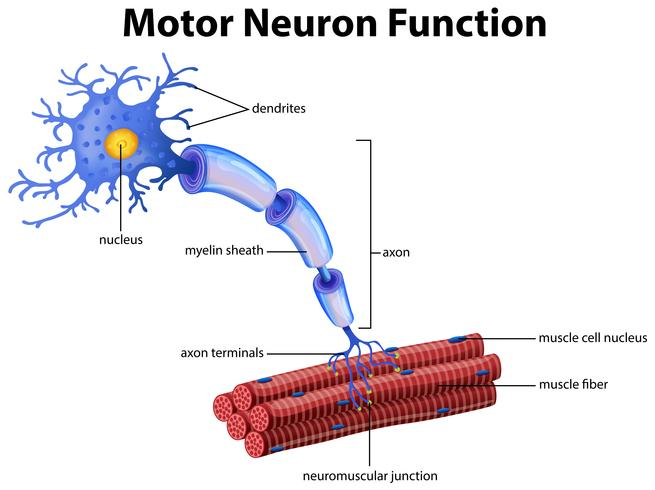 Motor Neuron Function
dendrites
nucleus
myelin sheath
axon
axon terminals
muscle cell nucleus
muscle fiber
neuromuscular junction